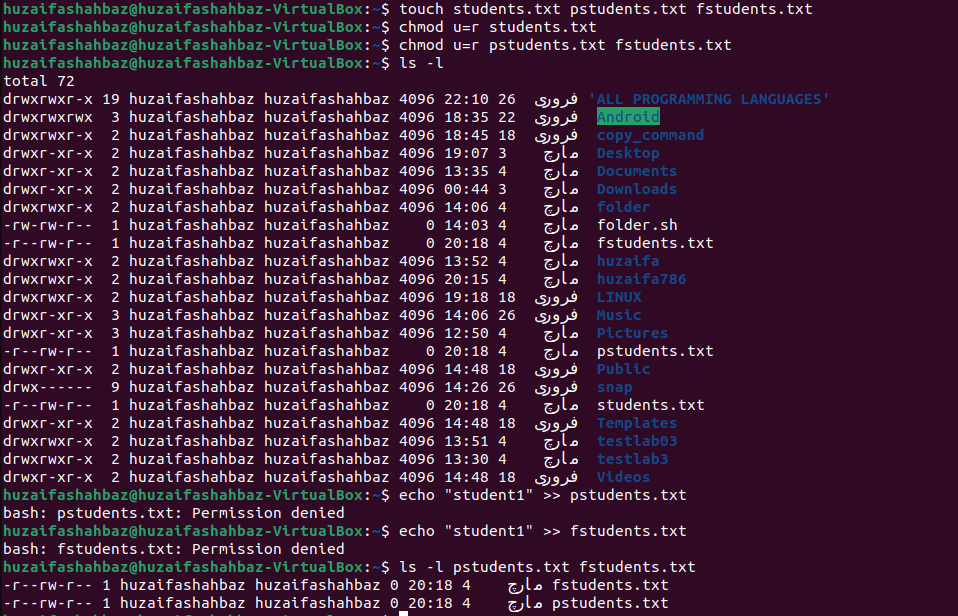 huzaifashahbaz@huzaifashahbaz-VirtualBox:~$ touch students.txt pstudents.txt fstudents.txt
huzaifashahbaz@huzaifashahbaz-VirtualBox:~$ chmod u=r students.txt
huzaifashahbaz@huzaifashahbaz-VirtualBox:~$ chmod u=r pstudents.txt fstudents.txt
huzaifashahbaz@huzaifashahbaz-VirtualBox:~$ ls -l
total 72
drwxrwxr-x 19 huzaifashahbaz huzaifashahbaz 4096 22:10 26 فروری 'ALL PROGRAMMING LANGUAGES'
drwxrwxrwx 3 huzaifashahbaz huzaifashahbaz 4096 18:35 22 فروری Android
drwxrwxr-x 2 huzaifashahbaz huzaifashahbaz 4096 18:45 18 فروری copy_command
drwxr-xr-x 2 huzaifashahbaz huzaifashahbaz 4096 19:07 3 مارچ Desktop
drwxr-xr-x 2 huzaifashahbaz huzaifashahbaz 4096 13:35 4 مارچ Documents
drwxr-xr-x 2 huzaifashahbaz huzaifashahbaz 4096 00:44 3 مارچ Downloads
drwxrwxr-x 2 huzaifashahbaz huzaifashahbaz 4096 14:06 4 مارچ folder
-rw-rw-r-- 1 huzaifashahbaz huzaifashahbaz 0 14:03 4 مارچ folder.sh
-r--rw-r-- 1 huzaifashahbaz huzaifashahbaz 0 20:18 4 مارچ fstudents.txt
drwxrwxr-x 2 huzaifashahbaz huzaifashahbaz 4096 13:52 4 مارچ huzaifa
drwxrwxr-x 2 huzaifashahbaz huzaifashahbaz 4096 20:15 4 مارچ huzaifa786
drwxrwxr-x 2 huzaifashahbaz huzaifashahbaz 4096 19:18 18 فروری LINUX
drwxr-xr-x 3 huzaifashahbaz huzaifashahbaz 4096 14:06 26 فروری Music
drwxr-xr-x 3 huzaifashahbaz huzaifashahbaz 4096 12:50 4 مارچ Pictures
-r--rw-r-- 1 huzaifashahbaz huzaifashahbaz 0 20:18 4 مارچ pstudents.txt
drwxr-xr-x 2 huzaifashahbaz huzaifashahbaz 4096 14:48 18 فروری Public
drwx------ 9 huzaifashahbaz huzaifashahbaz 4096 14:26 26 فروری snap
-r--rw-r-- 1 huzaifashahbaz huzaifashahbaz 0 20:18 4 مارچ students.txt
drwxr-xr-x 2 huzaifashahbaz huzaifashahbaz 4096 14:48 18 فروری Templates
drwxrwxr-x 2 huzaifashahbaz huzaifashahbaz 4096 13:51 4 مارچ testlab03
drwxrwxr-x 2 huzaifashahbaz huzaifashahbaz 4096 13:30 4 مارچ testlab3
drwxr-xr-x 2 huzaifashahbaz huzaifashahbaz 4096 14:48 18 فروری Videos
huzaifashahbaz@huzaifashahbaz-VirtualBox:~$ echo "student1" >> pstudents.txt
bash: pstudents.txt: Permission denied
huzaifashahbaz@huzaifashahbaz-VirtualBox:~$ echo "student1" >> fstudents.txt
bash: fstudents.txt: Permission denied
huzaifashahbaz@huzaifashahbaz-VirtualBox:~$ ls -l pstudents.txt fstudents.txt
-r--rw-r-- 1 huzaifashahbaz huzaifashahbaz 0 20:18 4 مارچ fstudents.txt
-r--rw-r-- 1 huzaifashahbaz huzaifashahbaz 0 20:18 4 مارچ pstudents.txt